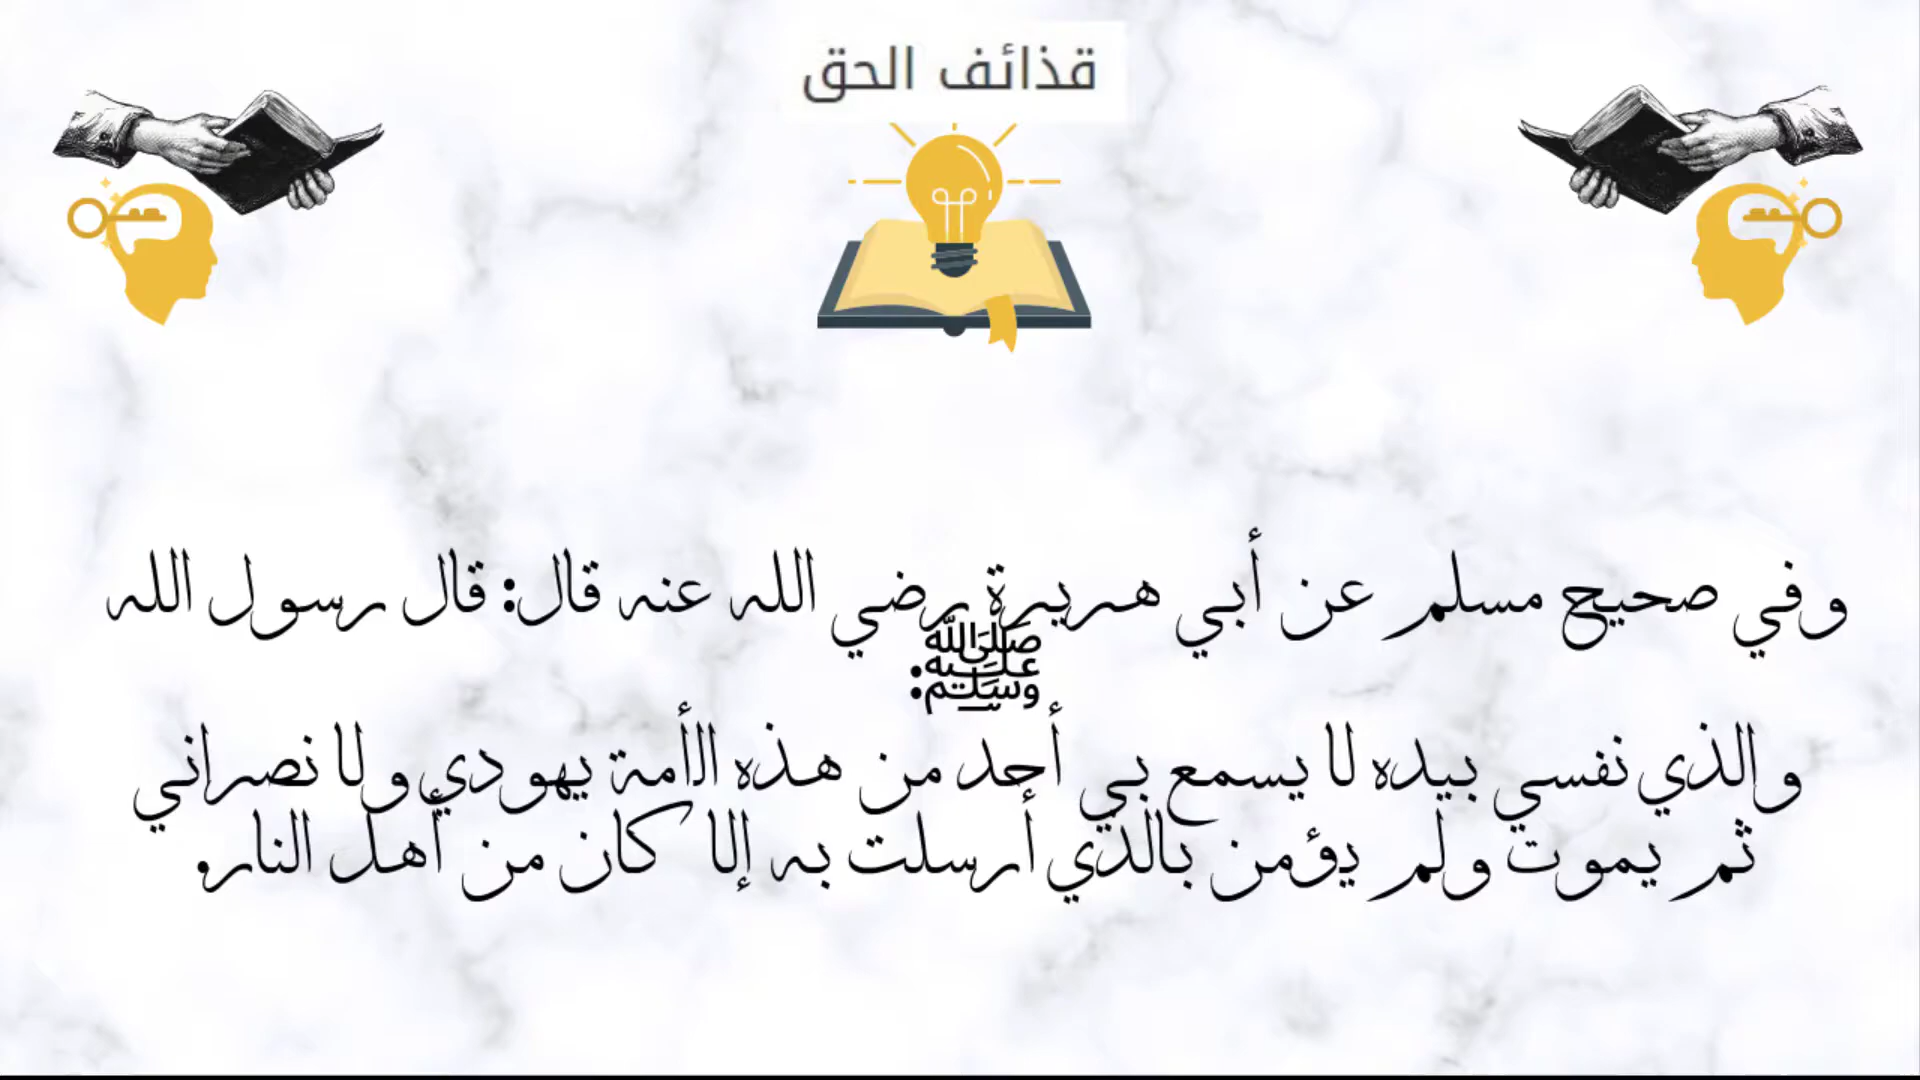 قذائف الحق
وفي صحيح مسلم عن أبي هريرة رضي الله عنه قال: قال رسول الله
ﷺ:
والذي نفسي بيده لا يسمع بي أحد من هذه الأمة يهودي ولا نصراني
ثم يموت ولم يؤمن بالذي أرسلت به إلا كان من أهل النار.